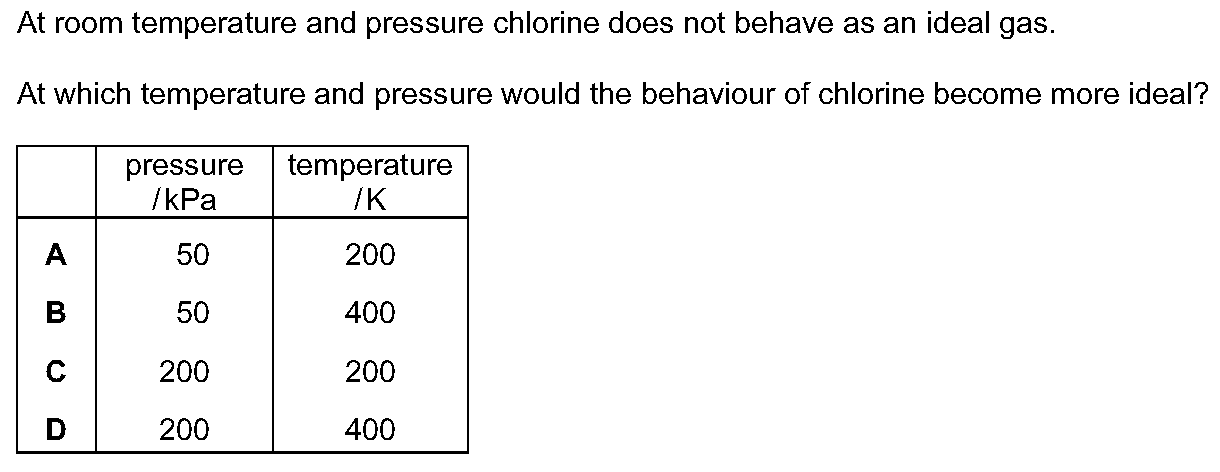 At room temperature and pressure chlorine does not behave as an ideal gas.
At which temperature and pressure would the behaviour of chlorine become more ideal?
pressure /kPa temperature /K
A 50 200
B 50 400
C 200 200
D 200 400